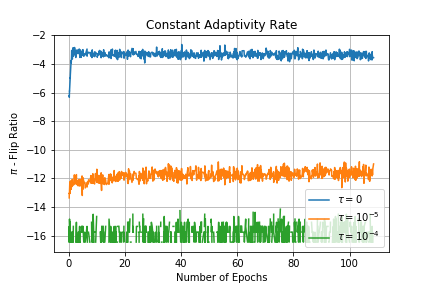 Constant Adaptivity Rate
−2
−4
−6
−8
−10
−12
−14
−16
π - Flip Ratio
0
20
40
60
80
100
Number of Epochs
τ = 0
τ = 10⁻⁵
τ = 10⁻⁴